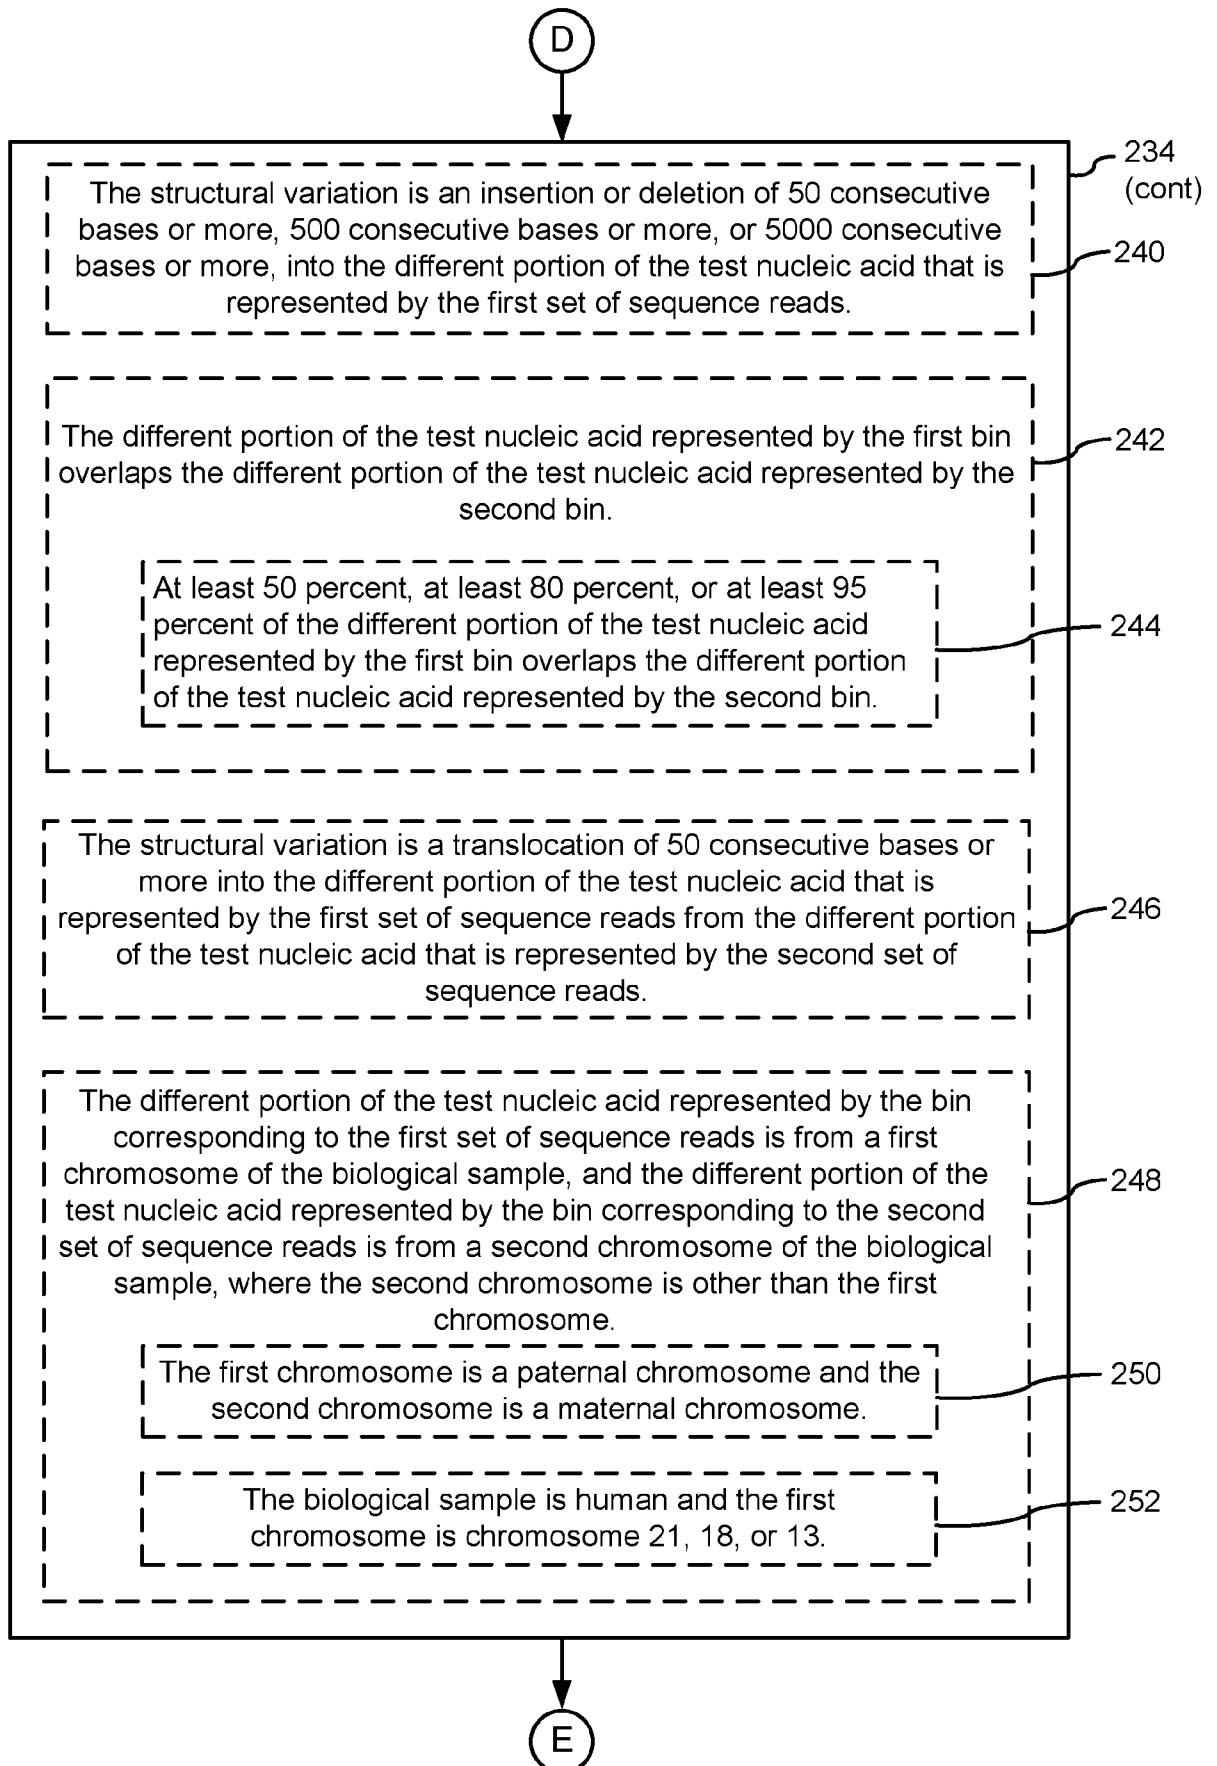 D
234
(cont)
The structural variation is an insertion or deletion of 50 consecutive
bases or more, 500 consecutive bases or more, or 5000 consecutive
bases or more, into the different portion of the test nucleic acid that is
represented by the first set of sequence reads.
240
The different portion of the test nucleic acid represented by the first bin
overlaps the different portion of the test nucleic acid represented by the
second bin.
242
At least 50 percent, at least 80 percent, or at least 95
percent of the different portion of the test nucleic acid
represented by the first bin overlaps the different portion
of the test nucleic acid represented by the second bin.
244
The structural variation is a translocation of 50 consecutive bases or
more into the different portion of the test nucleic acid that is
represented by the first set of sequence reads from the different portion
of the test nucleic acid that is represented by the second set of
sequence reads.
246
The different portion of the test nucleic acid represented by the bin
corresponding to the first set of sequence reads is from a first
chromosome of the biological sample, and the different portion of the
test nucleic acid represented by the bin corresponding to the second
set of sequence reads is from a second chromosome of the biological
sample, where the second chromosome is other than the first
chromosome.
248
The first chromosome is a paternal chromosome and the
second chromosome is a maternal chromosome.
250
The biological sample is human and the first
chromosome is chromosome 21, 18, or 13.
252
E